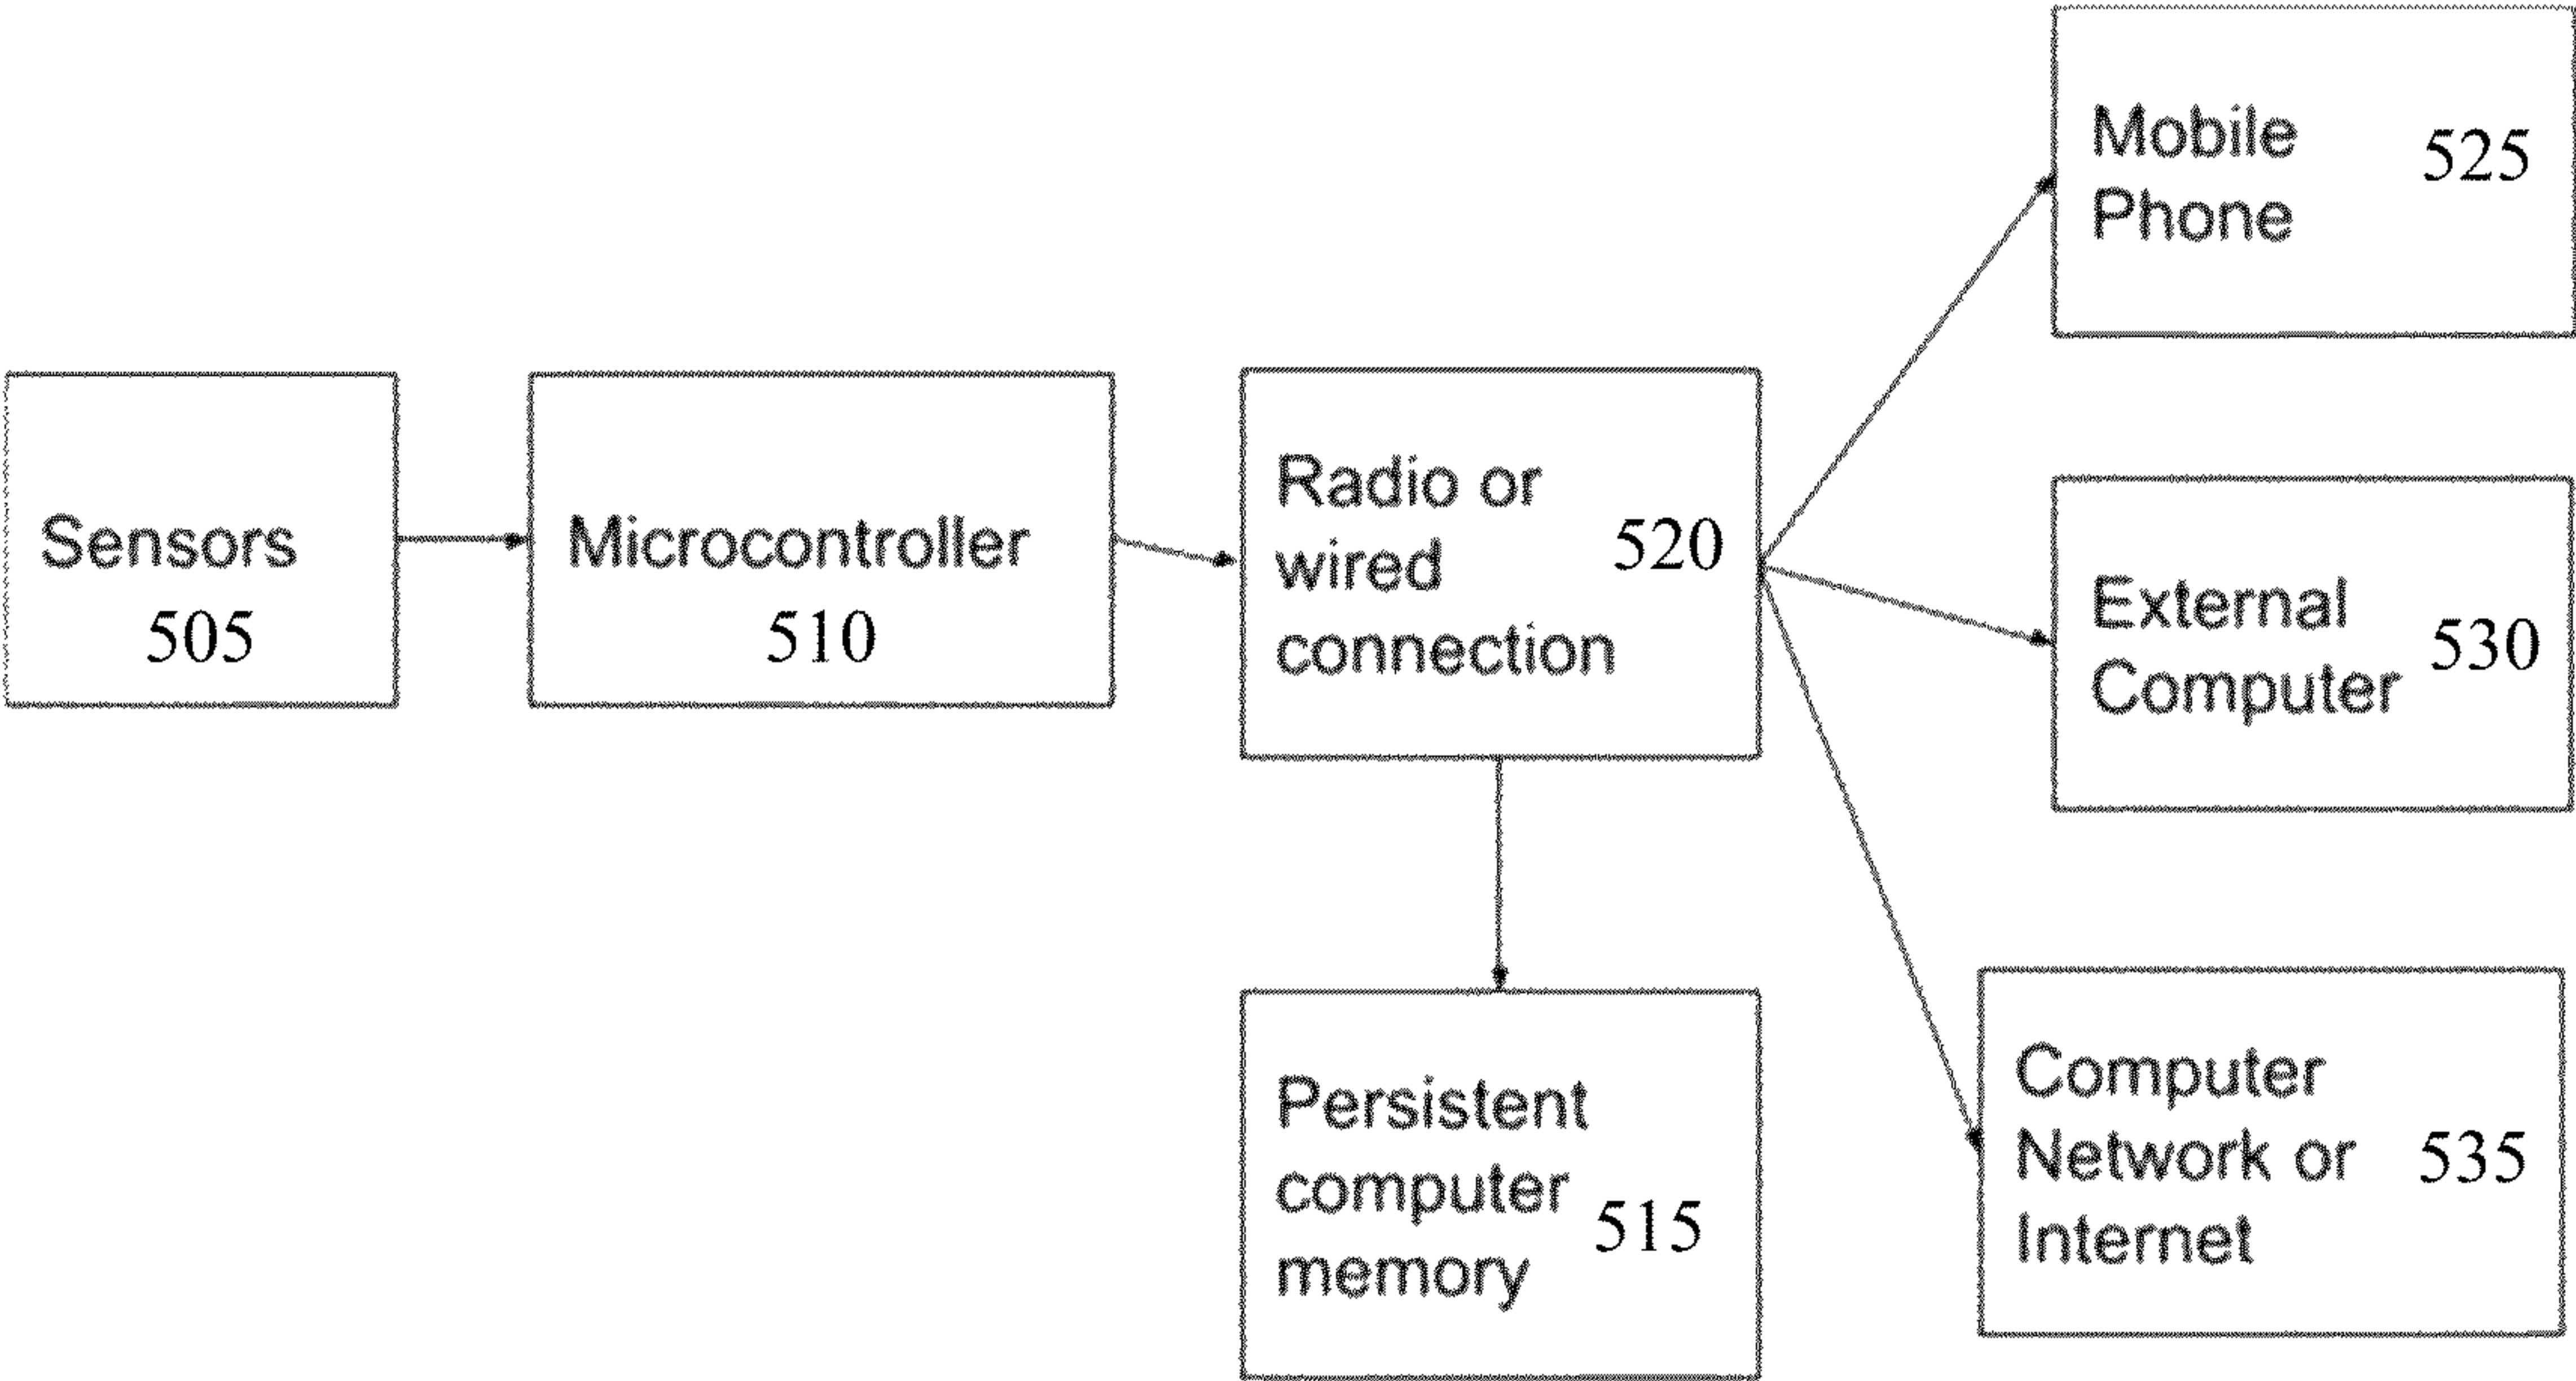 Sensors
505
Microcontroller
510
Radio or
wired
connection
520
Persistent
computer
memory
515
Mobile
Phone
525
External
Computer
530
Computer
Network or
Internet
535